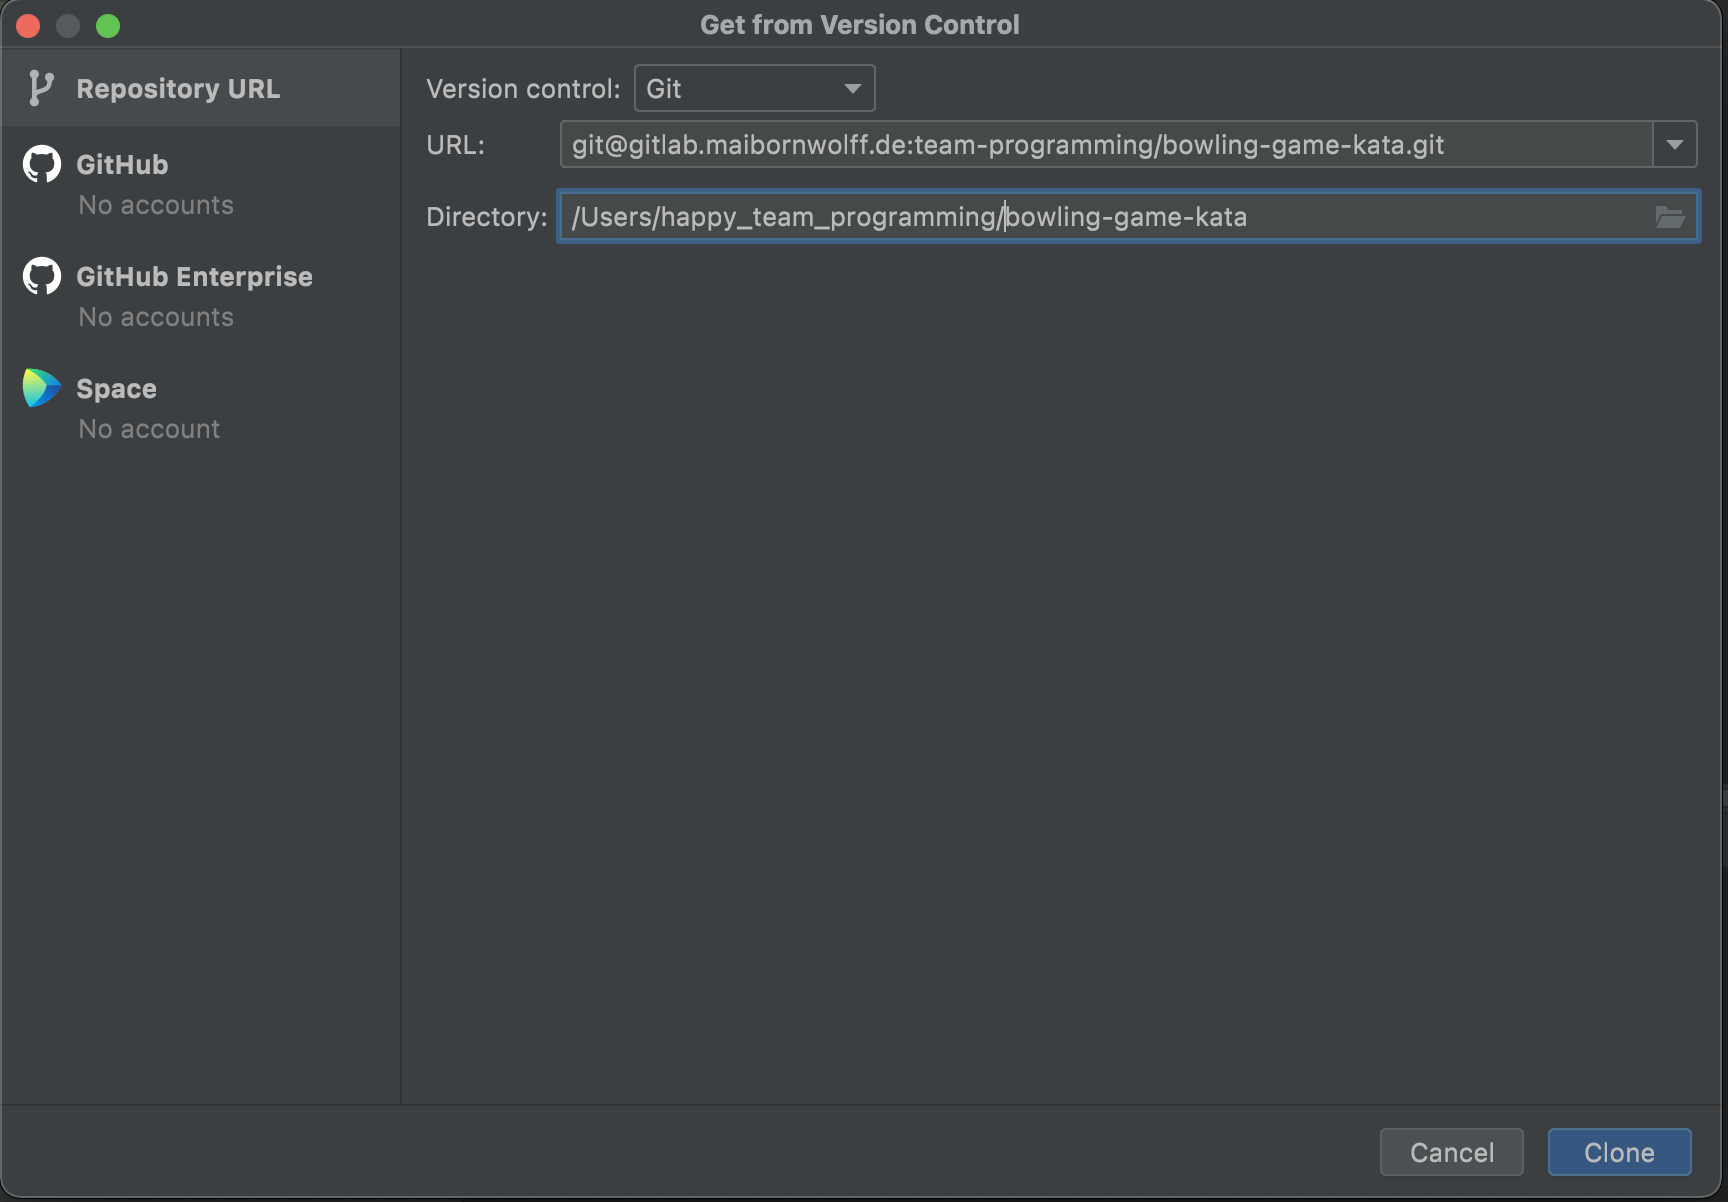 Get from Version Control
Repository URL
GitHub
No accounts
GitHub Enterprise
No accounts
Space
No account
Version control: Git
URL: git@gitlab.maibornwolff.de:team-programming/bowling-game-kata.git
Directory: /Users/happy_team_programming/bowling-game-kata
Cancel Clone